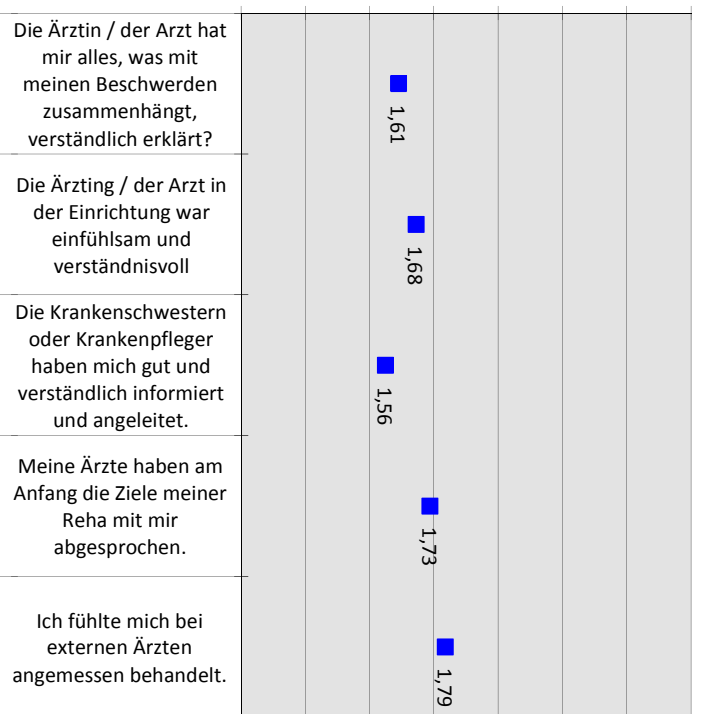 Die Ärztin / der Arzt hat
mir alles, was mit
meinen Beschwerden
zusammenhängt,
verständlich erklärt?
1,61
Die Ärzting / der Arzt in
der Einrichtung war
einfühlsam und
verständnisvoll
1,68
Die Krankenschwestern
oder Krankenpfleger
haben mich gut und
verständlich informiert
und angeleitet.
1,56
Meine Ärzte haben am
Anfang die Ziele meiner
Reha mit mir
abgesprochen.
1,73
Ich fühlte mich bei
externen Ärzten
angemessen behandelt.
1,79